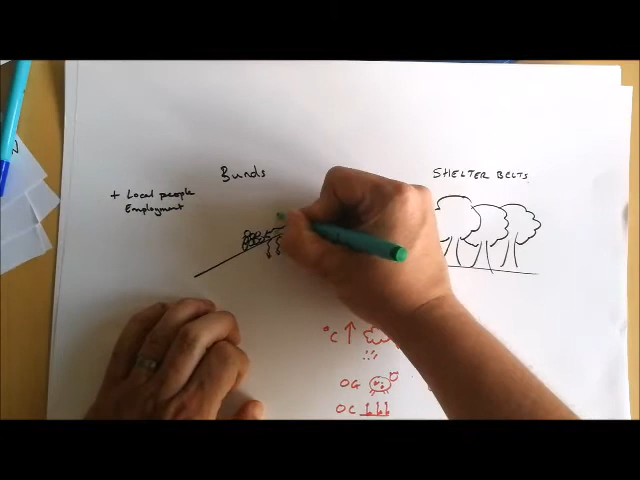 Bunds
SHELTER BELTS
+ Local people
Employment
°C
OG
OC